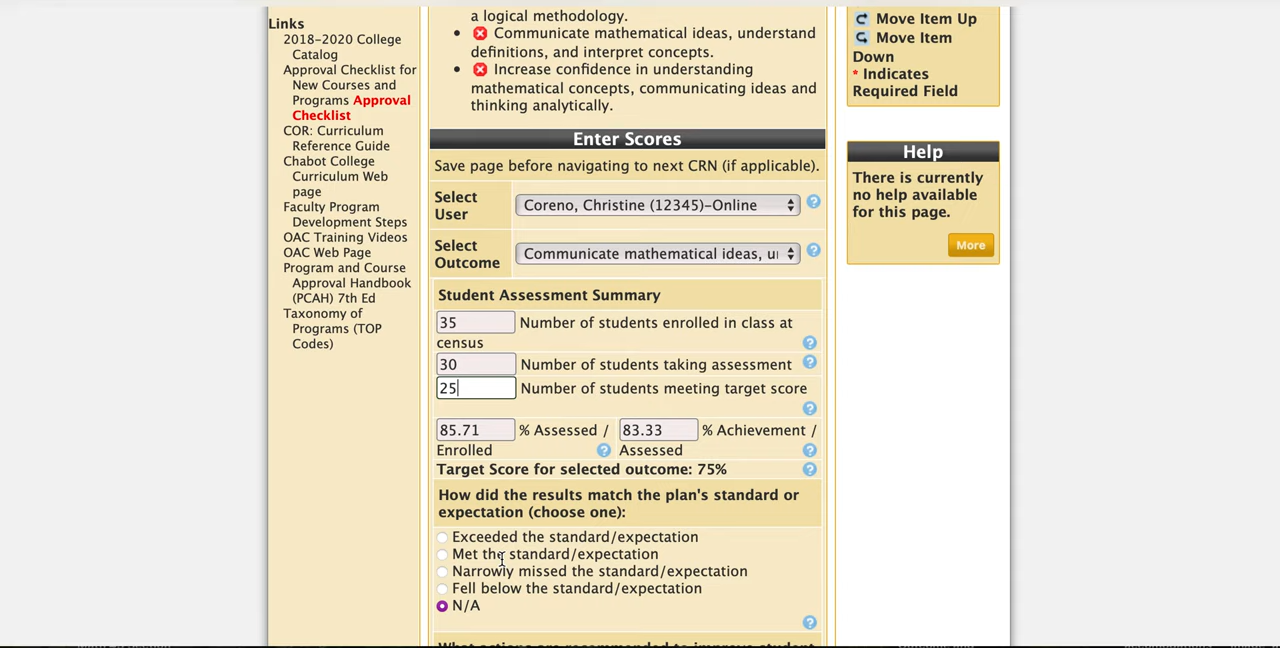 Links
2018-2020 College
Catalog
Approval Checklist for
New Courses and
Programs Approval
Checklist
COR: Curriculum
Reference Guide
Chabot College
Curriculum Web
page
Faculty Program
Development Steps
OAC Training Videos
OAC Web Page
Program and Course
Approval Handbook
(PCAH) 7th Ed
Taxonomy of
Programs (TOP
Codes)
a logical methodology.
Communicate mathematical ideas, understand
definitions, and interpret concepts.
Increase confidence in understanding
mathematical concepts, communicating ideas and
thinking analytically.
Enter Scores
Save page before navigating to next CRN (if applicable).
Select
User
Coreno, Christine (12345)-Online
Select
Outcome
Communicate mathematical ideas, u
Student Assessment Summary
35 Number of students enrolled in class at
census
30 Number of students taking assessment
25 Number of students meeting target score
85.71 % Assessed /
Enrolled
83.33 % Achievement /
Assessed
Target Score for selected outcome: 75%
How did the results match the plan's standard or
expectation (choose one):
Exceeded the standard/expectation
Met the standard/expectation
Narrowly missed the standard/expectation
Fell below the standard/expectation
N/A
What actions are recommended to improve student
Move Item Up
Move Item
Down
* Indicates
Required Field
Help
There is currently
no help available
for this page.
More